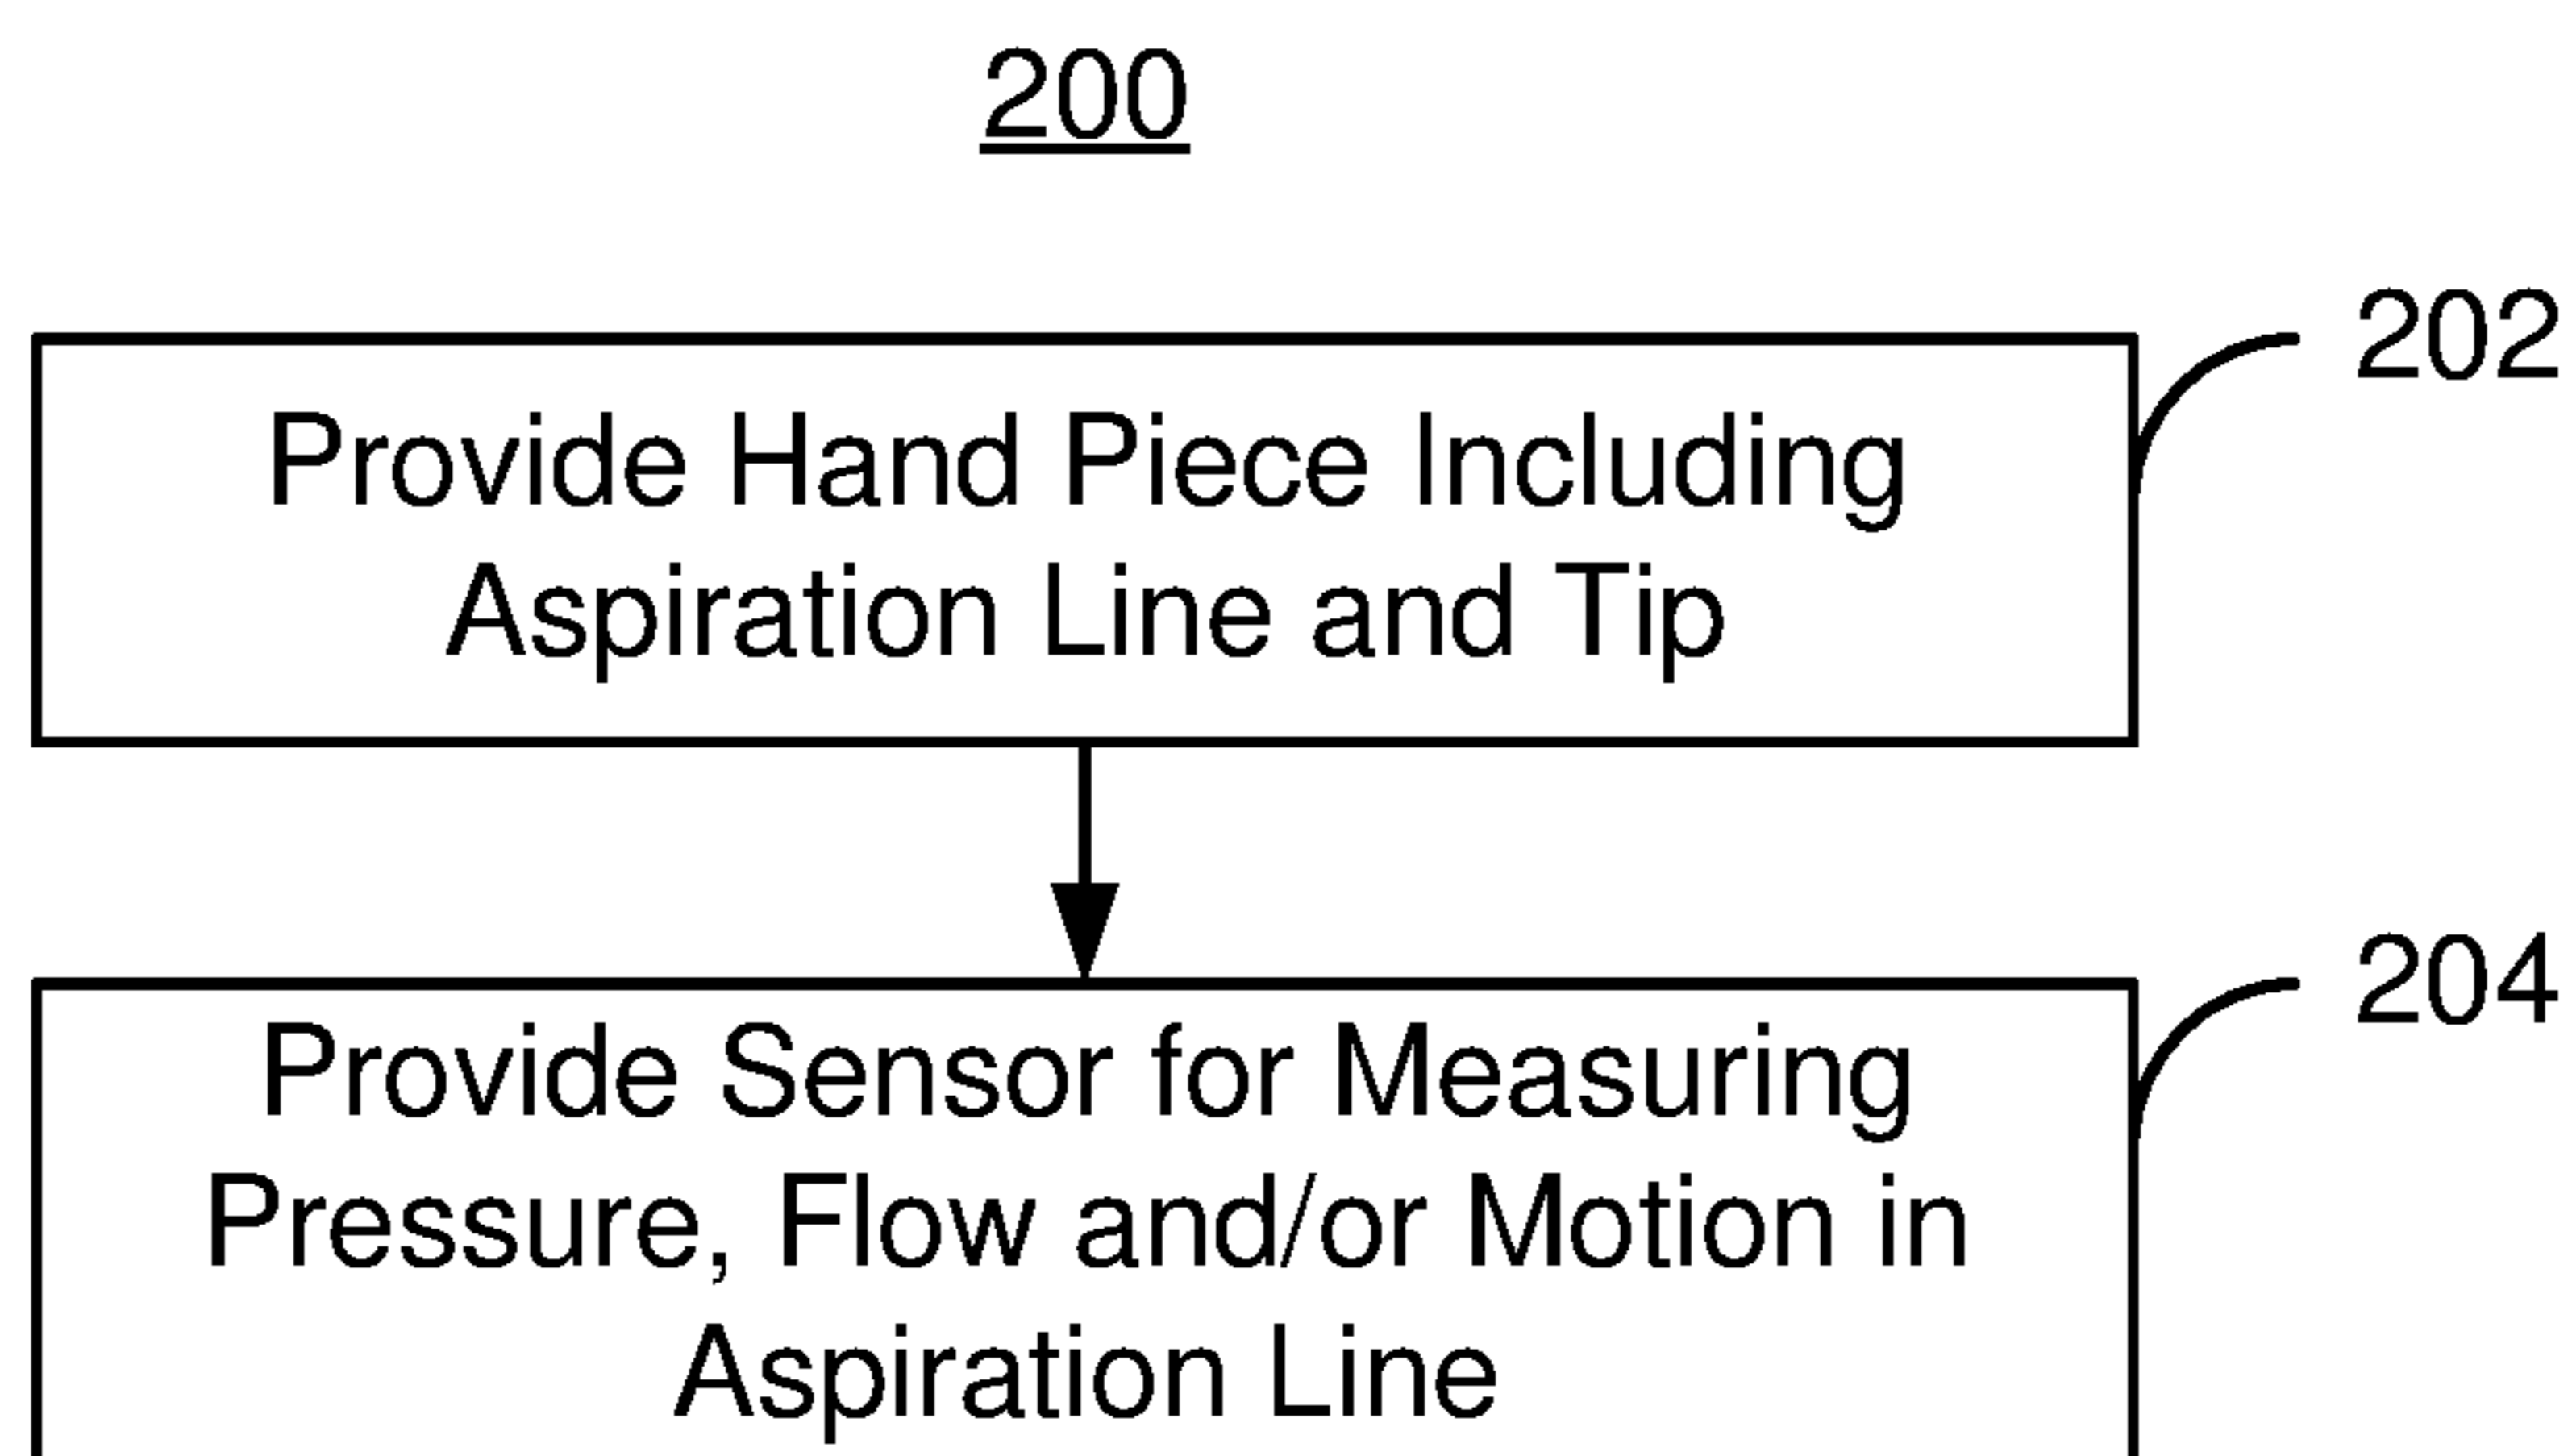 200
202
Provide Hand Piece Including
Aspiration Line and Tip
204
Provide Sensor for Measuring
Pressure, Flow and/or Motion in
Aspiration Line